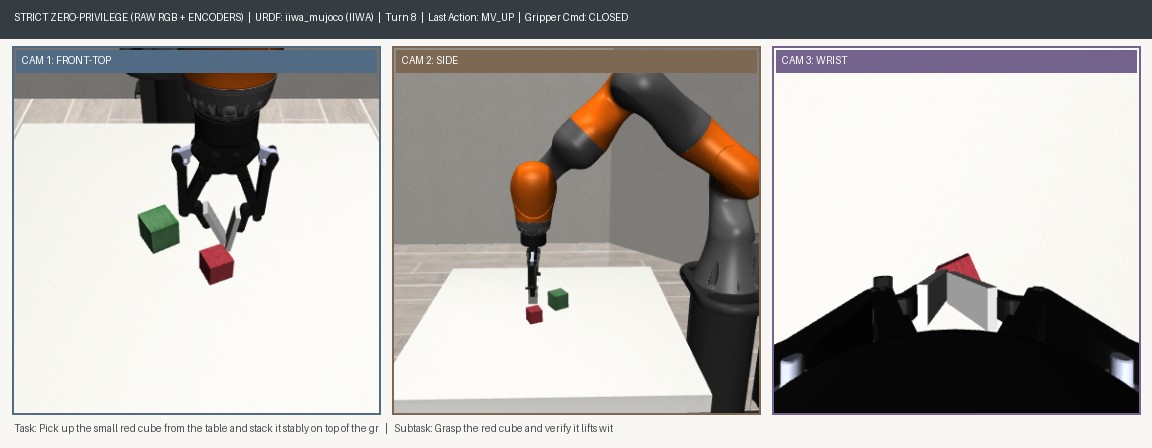 STRICT ZERO-PRIVILEGE (RAW RGB + ENCODERS) | URDF: iiwa_mujoco (IIWA) | Turn 8 | Last Action: MV_UP | Gripper Cmd: CLOSED
CAM 1: FRONT-TOP
CAM 2: SIDE
CAM 3: WRIST
Task: Pick up the small red cube from the table and stack it stably on top of the gr | Subtask: Grasp the red cube and verify it lifts wit